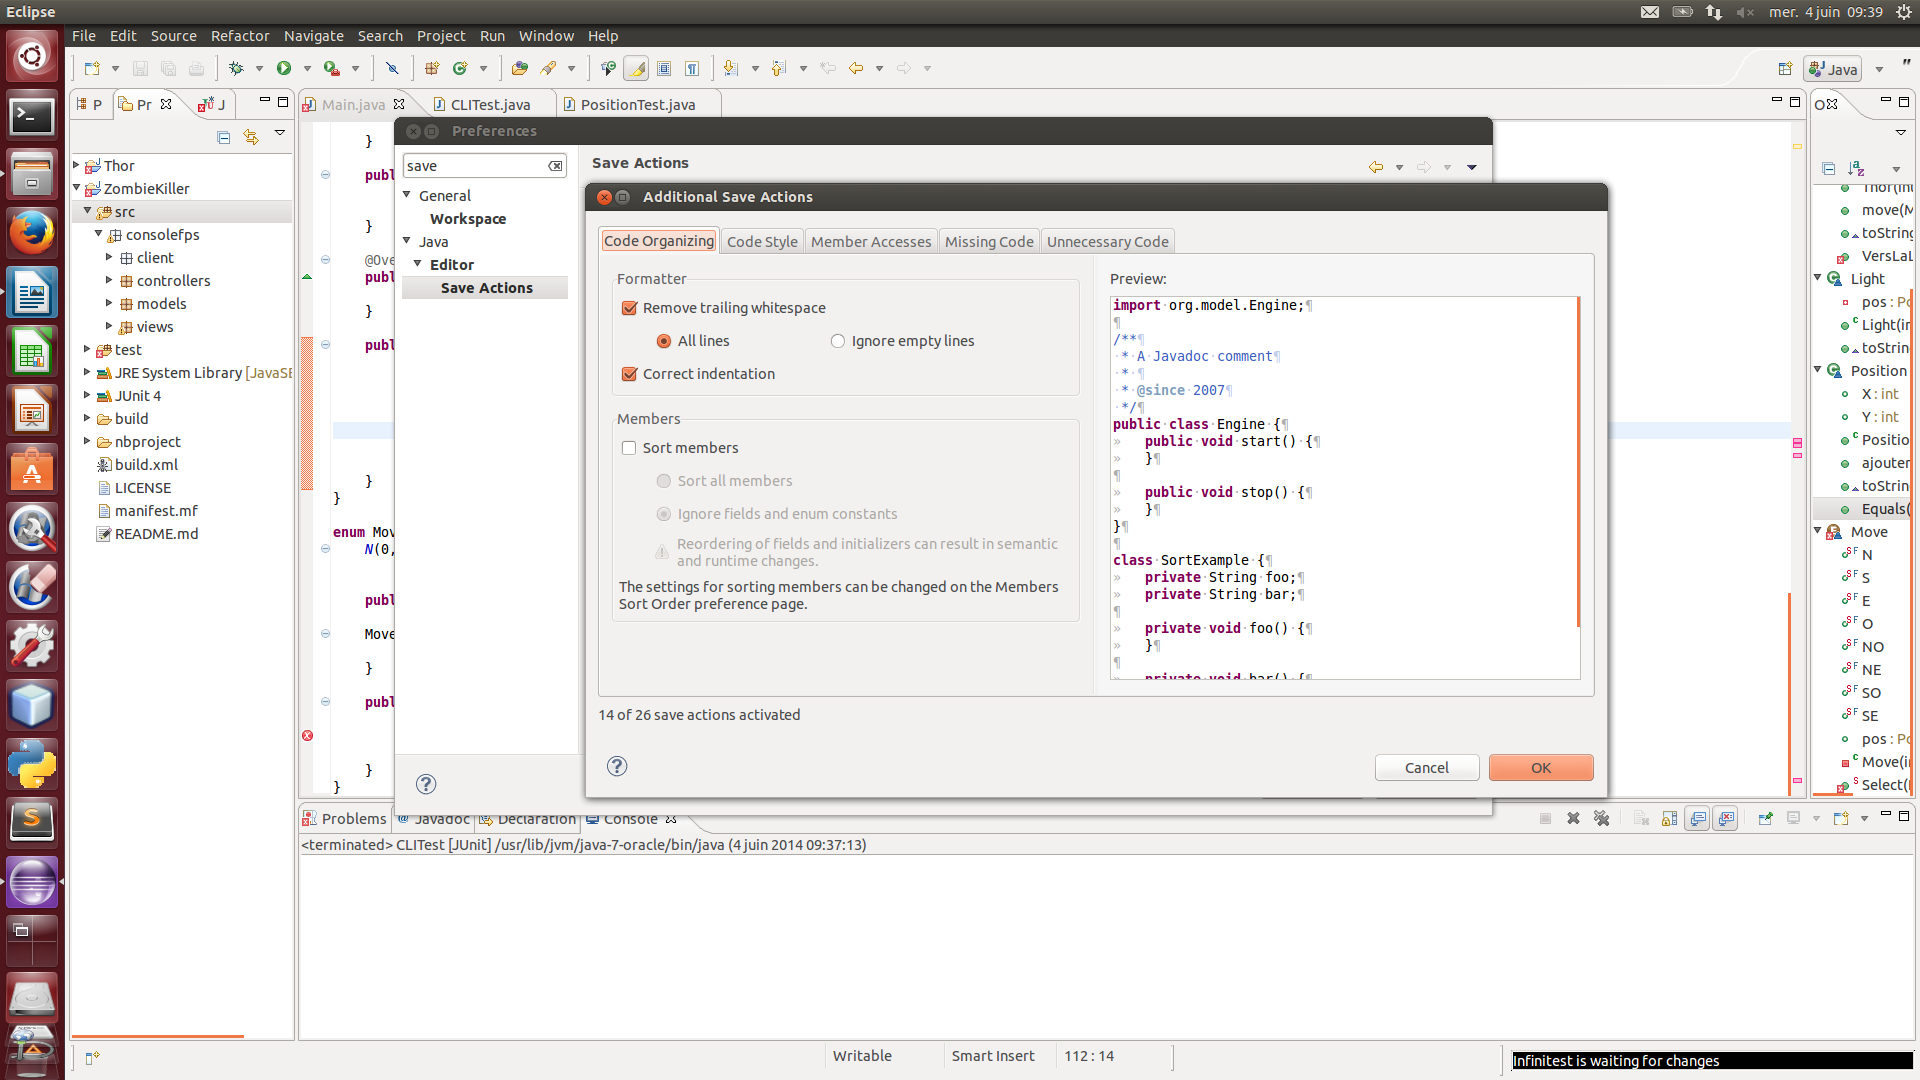 Eclipse
mer. 4 juin 09:39
File Edit Source Refactor Navigate Search Project Run Window Help
Java
P Pr J
Main.java CLITest.java PositionTest.java
Thor
ZombieKiller
src
consolefps
client
controllers
models
views
test
JRE System Library [JavaSE
JUnit 4
build
nbproject
build.xml
LICENSE
manifest.mf
README.md
}
publ
}
@Ove
publ
}
publ
}
}
enum Mov
N(0,
publ
Move
}
publ
}
}
Preferences
save
General
Workspace
Java
Editor
Save Actions
Save Actions
Additional Save Actions
Code Organizing Code Style Member Accesses Missing Code Unnecessary Code
Formatter
Remove trailing whitespace
All lines Ignore empty lines
Correct indentation
Members
Sort members
Sort all members
Ignore fields and enum constants
Reordering of fields and initializers can result in semantic
and runtime changes.
The settings for sorting members can be changed on the Members
Sort Order preference page.
Preview:
import·org.model.Engine;¶
¶
/**¶
·*·A·Javadoc·comment¶
·*·¶
·*·@since·2007¶
·*/¶
public·class·Engine·{¶
»	public·void·start()·{¶
»	}¶
¶
»	public·void·stop()·{¶
»	}¶
}¶
¶
class·SortExample·{¶
»	private·String·foo;¶
»	private·String·bar;¶
¶
»	private·void·foo()·{¶
»	}¶
¶
»	private·void·bar()·{¶
14 of 26 save actions activated
Cancel OK
O
Thor(in
move(M
toString
VersLaL
Light
pos : Po
Light(in
toString
Position
X : int
Y : int
Positio
ajouter
toString
Equals(
Move
N
S
E
O
NO
NE
SO
SE
pos : Po
Move(in
Select(
Problems Javadoc Declaration Console
<terminated> CLITest [JUnit] /usr/lib/jvm/java-7-oracle/bin/java (4 juin 2014 09:37:13)
Writable Smart Insert 112 : 14
Infinitest is waiting for changes